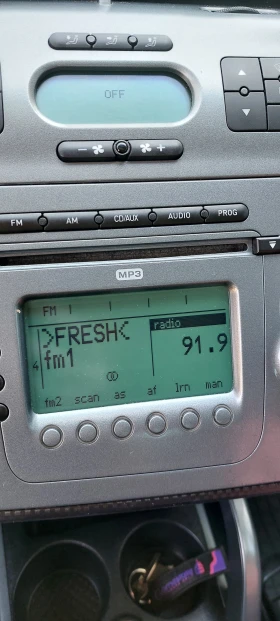 OFF
FM AM CD/AUX AUDIO PROG
MP3
FM
>FRESH< radio
4 fm1 91.9
fm2 scan as af lrn man